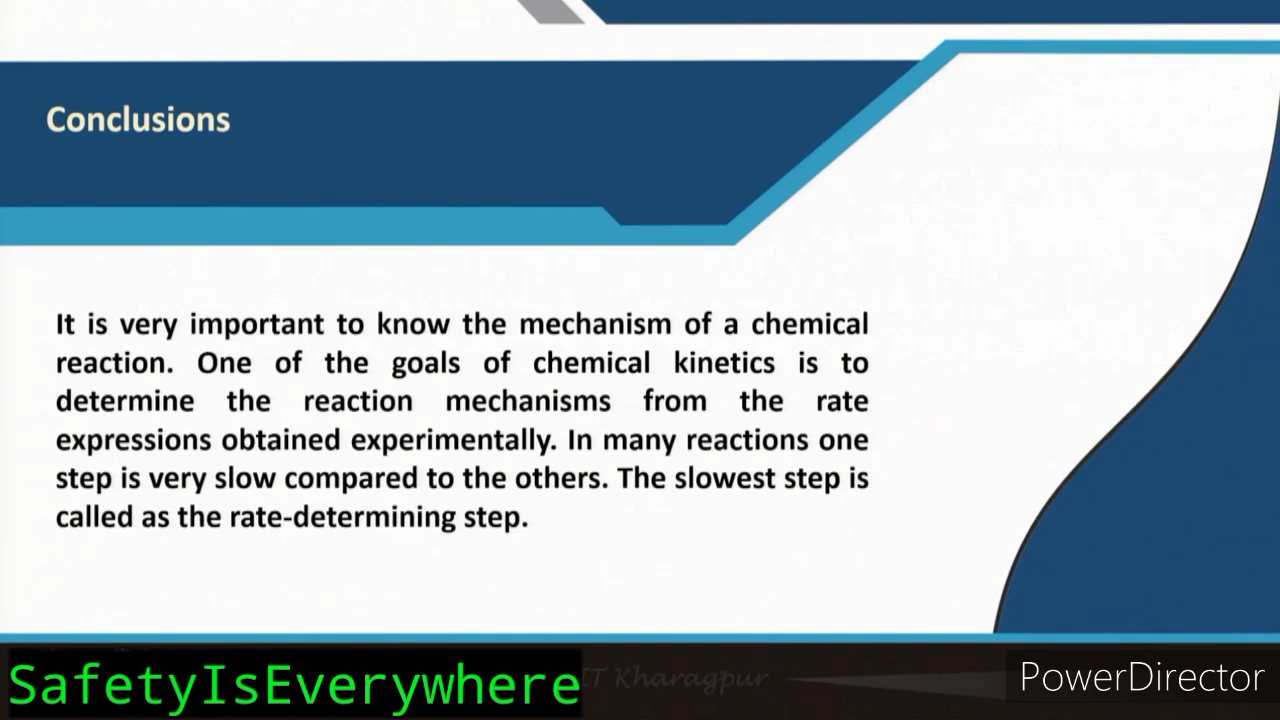 Conclusions
It is very important to know the mechanism of a chemical
reaction. One of the goals of chemical kinetics is to
determine the reaction mechanisms from the rate
expressions obtained experimentally. In many reactions one
step is very slow compared to the others. The slowest step is
called as the rate-determining step.
SafetyIsEverywhere
Kharagpur
PowerDirector